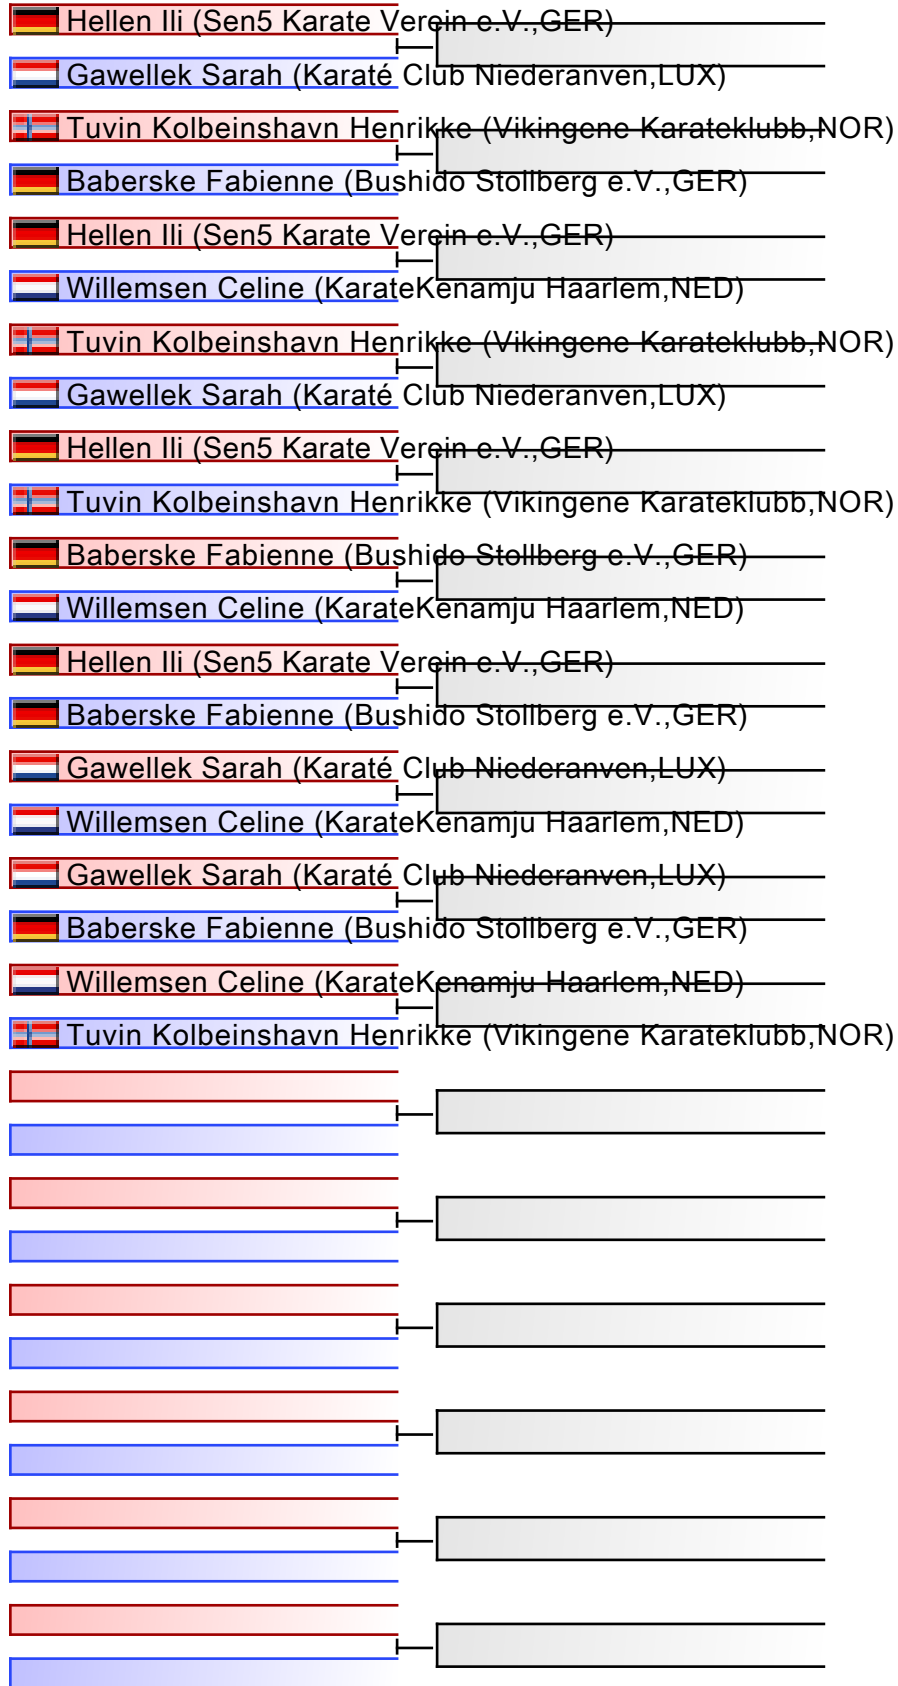 Hellen Ili (Sen5 Karate Verein e.V.,GER)
Gawellek Sarah (Karaté Club Niederanven,LUX)
Tuvin Kolbeinshavn Henrikke (Vikingene Karateklubb,NOR)
Baberske Fabienne (Bushido Stollberg e.V.,GER)
Hellen Ili (Sen5 Karate Verein e.V.,GER)
Willemsen Celine (KarateKenamju Haarlem,NED)
Tuvin Kolbeinshavn Henrikke (Vikingene Karateklubb,NOR)
Gawellek Sarah (Karaté Club Niederanven,LUX)
Hellen Ili (Sen5 Karate Verein e.V.,GER)
Tuvin Kolbeinshavn Henrikke (Vikingene Karateklubb,NOR)
Baberske Fabienne (Bushido Stollberg e.V.,GER)
Willemsen Celine (KarateKenamju Haarlem,NED)
Hellen Ili (Sen5 Karate Verein e.V.,GER)
Baberske Fabienne (Bushido Stollberg e.V.,GER)
Gawellek Sarah (Karaté Club Niederanven,LUX)
Willemsen Celine (KarateKenamju Haarlem,NED)
Gawellek Sarah (Karaté Club Niederanven,LUX)
Baberske Fabienne (Bushido Stollberg e.V.,GER)
Willemsen Celine (KarateKenamju Haarlem,NED)
Tuvin Kolbeinshavn Henrikke (Vikingene Karateklubb,NOR)